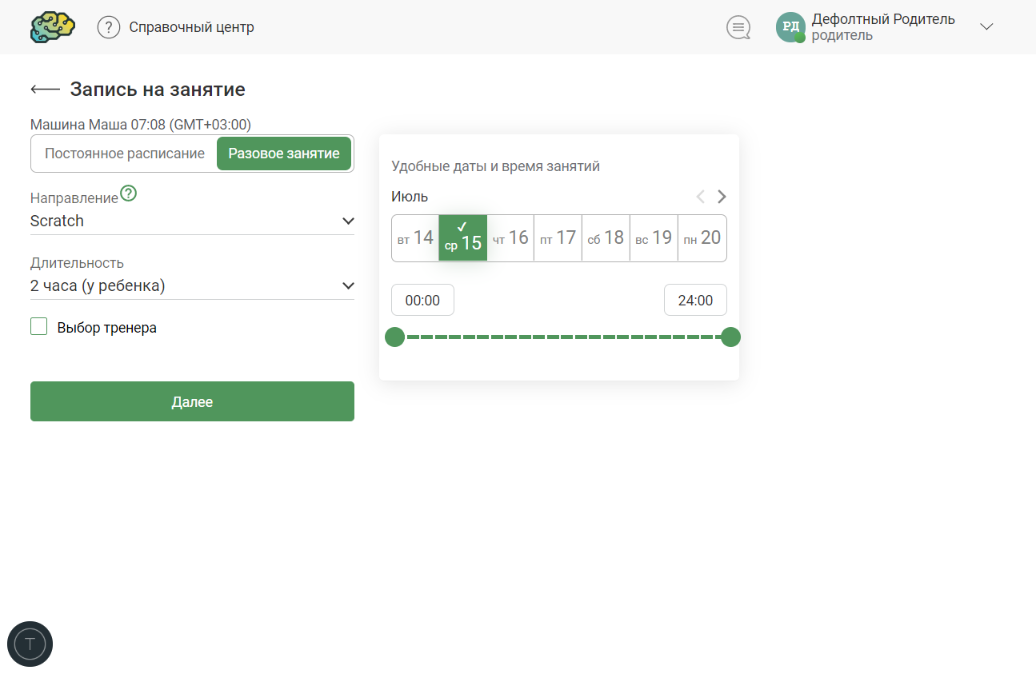 Справочный центр
РД
Дефолтный Родитель
родитель
Запись на занятие
Машина Маша 07:08 (GMT+03:00)
Постоянное расписание
Разовое занятие
Направление
Scratch
Длительность
2 часа (у ребенка)
Выбор тренера
Далее
Удобные даты и время занятий
Июль
вт 14 ср 15 чт 16 пт 17 сб 18 вс 19 пн 20
00:00 24:00
T